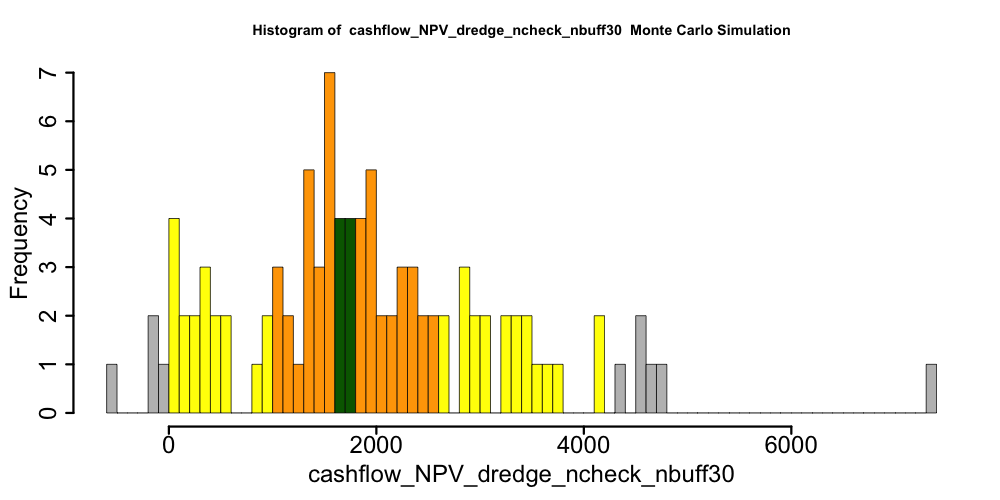 Histogram of cashflow_NPV_dredge_ncheck_nbuff30 Monte Carlo Simulation
7
6
5
4
3
2
1
0
Frequency
0 2000 4000 6000
cashflow_NPV_dredge_ncheck_nbuff30